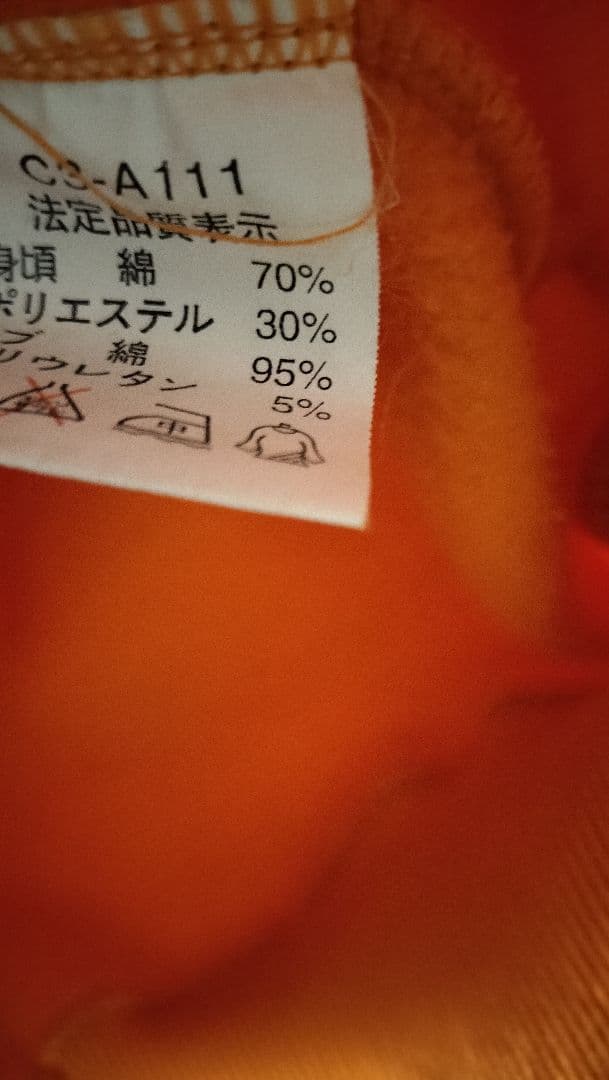 C3-A111
法定品質表示
身頃 綿 70%
ポリエステル 30%
ブ 綿 95%
リウレタン 5%
中